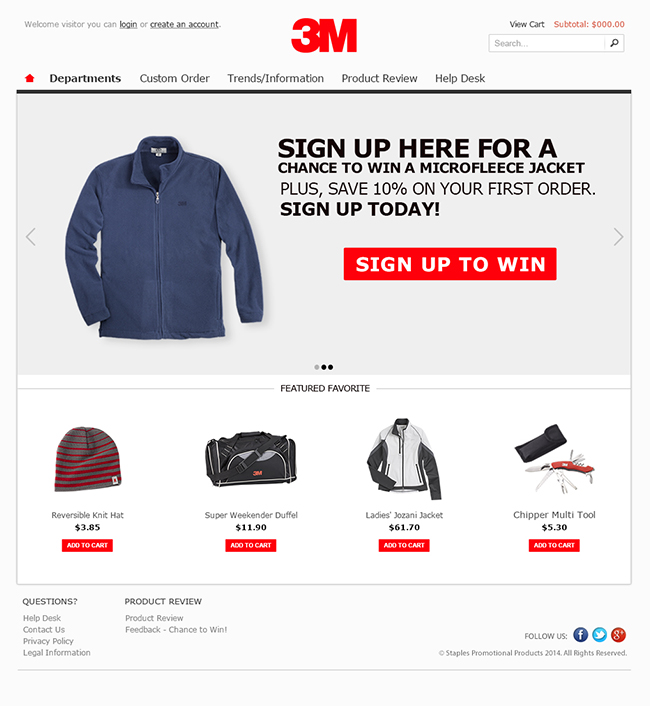 Welcome visitor you can login or create an account.
3M
View Cart Subtotal: $000.00
Search...
Departments Custom Order Trends/Information Product Review Help Desk
3M
SIGN UP HERE FOR A
CHANCE TO WIN A MICROFLEECE JACKET
PLUS, SAVE 10% ON YOUR FIRST ORDER.
SIGN UP TODAY!
SIGN UP TO WIN
FEATURED FAVORITE
3M
Reversible Knit Hat Super Weekender Duffel Ladies' Jozani Jacket Chipper Multi Tool
$3.85 $11.90 $61.70 $5.30
ADD TO CART ADD TO CART ADD TO CART ADD TO CART
QUESTIONS?
Help Desk
Contact Us
Privacy Policy
Legal Information
PRODUCT REVIEW
Product Review
Feedback - Chance to Win!
FOLLOW US:
© Staples Promotional Products 2014. All Rights Reserved.